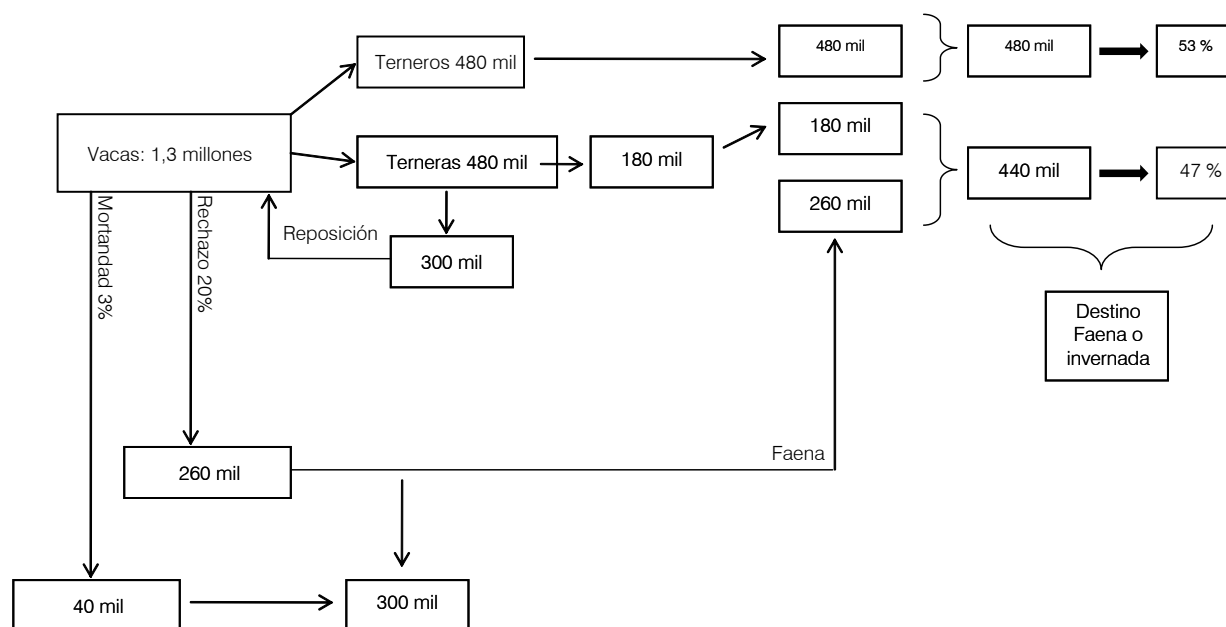 Terneros 480 mil
480 mil
480 mil
53 %
Vacas: 1,3 millones
Terneras 480 mil
180 mil
180 mil
260 mil
440 mil
47 %
Mortandad 3%
Rechazo 20%
Reposición
300 mil
Destino
Faena o
invernada
260 mil
Faena
40 mil
300 mil